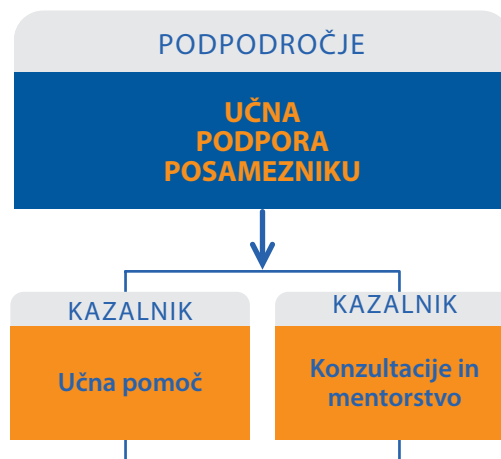 PODPODROČJE
UČNA
PODPORA
POSAMEZNIKU
KAZALNIK
Učna pomoč
KAZALNIK
Konzultacije in
mentorstvo